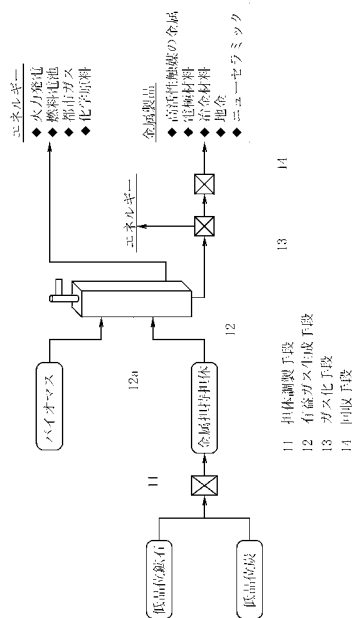 低品位鉱石
低品位炭
11
バイオマス
金属担持担体
12a
12
エネルギー
◆ 火力発電
◆ 燃料電池
◆ 都市ガス
◆ 化学原料
エネルギー
13
14
金属製品
◆ 高活性触媒の金属
◆ 電極材料
◆ 冶金材料
◆ 地金
◆ ニューセラミック
11 担体調製手段
12 有益ガス生成手段
13 ガス化手段
14 回収手段